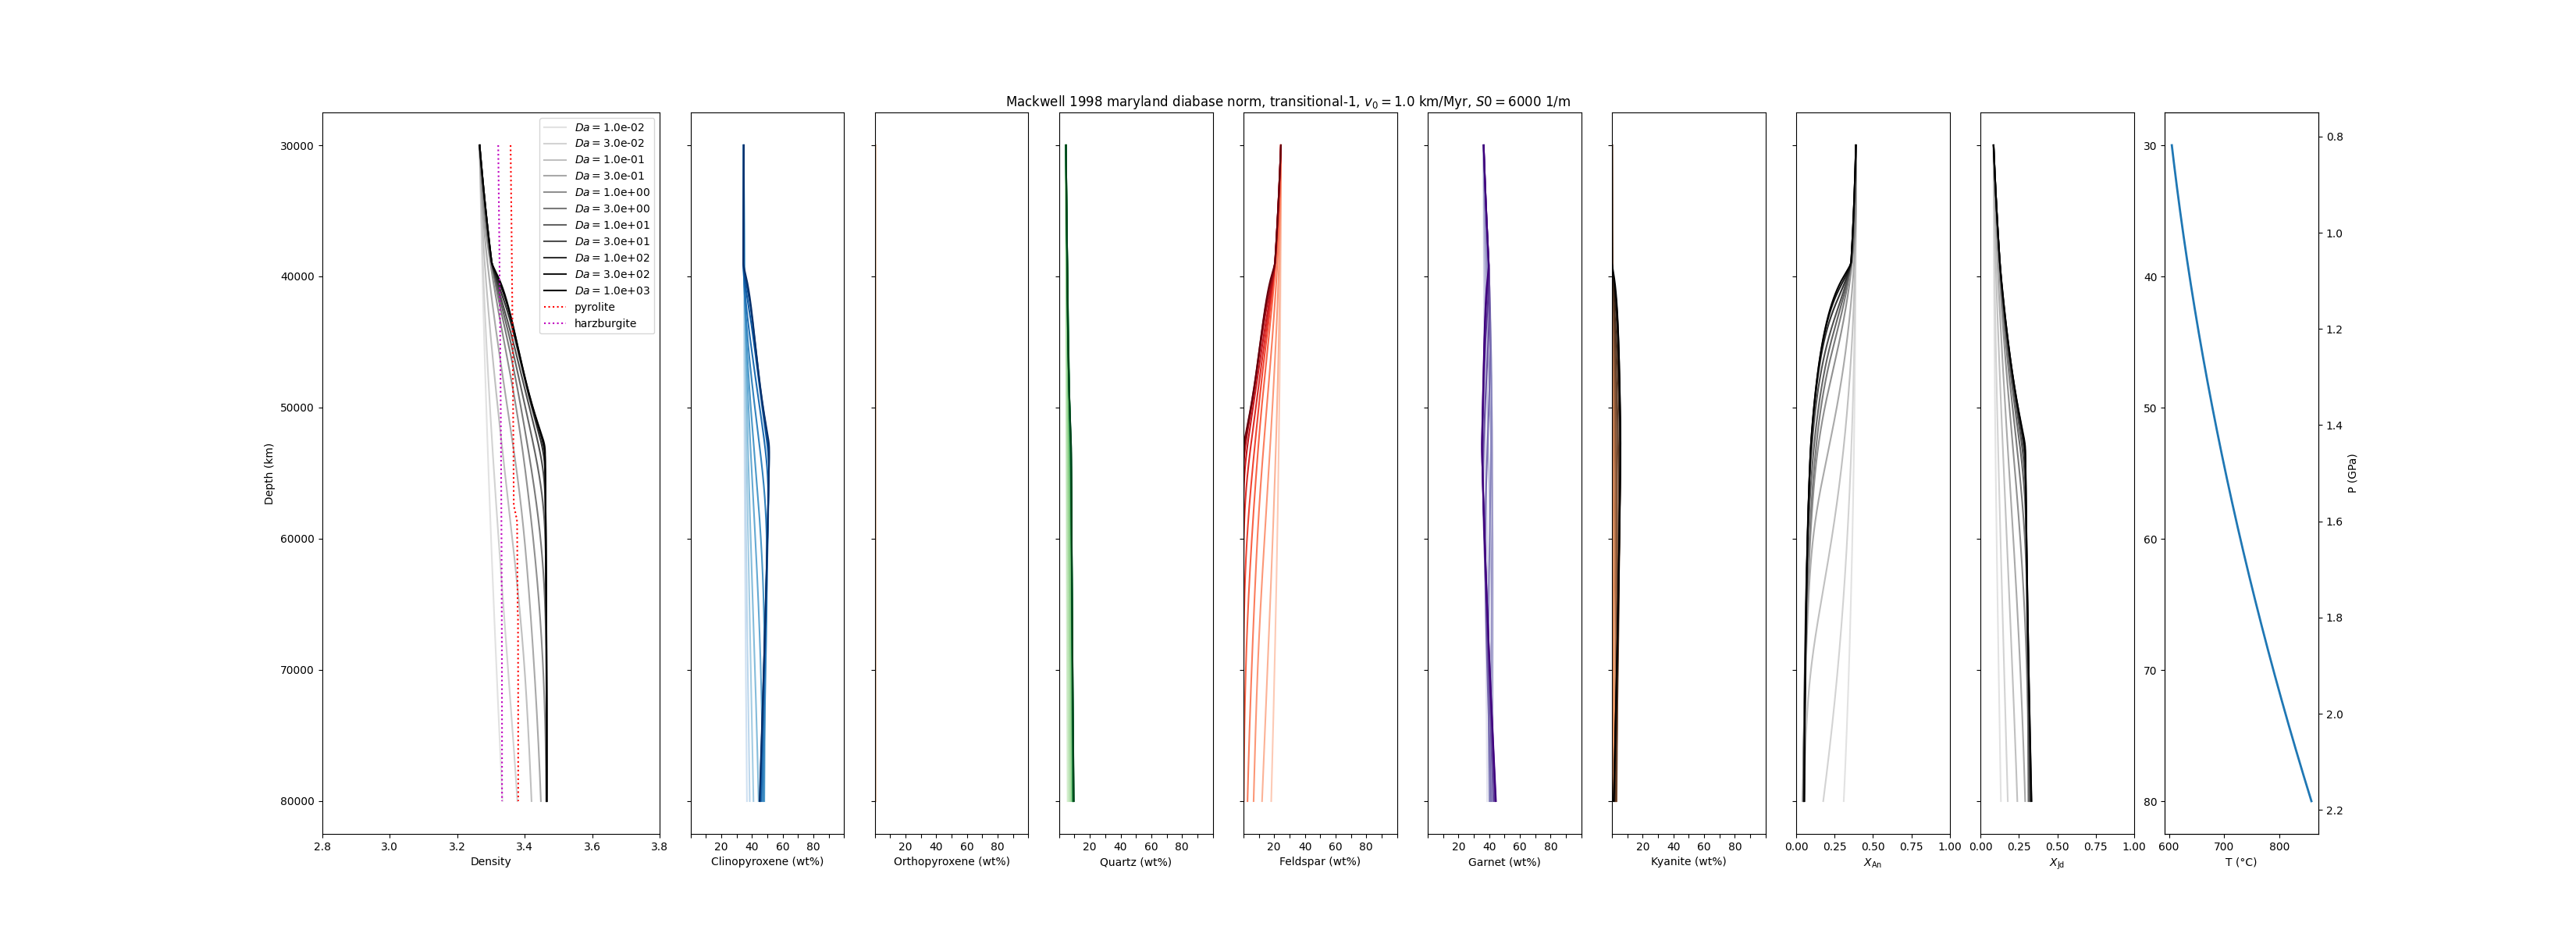 Mackwell 1998 maryland diabase norm, transitional-1, v₀ = 1.0 km/Myr, S0 = 6000 1/m
Da = 1.0e-02
Da = 3.0e-02
Da = 1.0e-01
Da = 3.0e-01
Da = 1.0e+00
Da = 3.0e+00
Da = 1.0e+01
Da = 3.0e+01
Da = 1.0e+02
Da = 3.0e+02
Da = 1.0e+03
pyrolite
harzburgite
Depth (km)
30000
40000
50000
60000
70000
80000
2.8 3.0 3.2 3.4 3.6 3.8
Density
20 40 60 80
Clinopyroxene (wt%)
20 40 60 80
Orthopyroxene (wt%)
20 40 60 80
Quartz (wt%)
20 40 60 80
Feldspar (wt%)
20 40 60 80
Garnet (wt%)
20 40 60 80
Kyanite (wt%)
0.00 0.25 0.50 0.75 1.00
X_An
0.00 0.25 0.50 0.75 1.00
X_Jd
30
40
50
60
70
80
600 700 800
T (°C)
0.8
1.0
1.2
1.4
1.6
1.8
2.0
2.2
P (GPa)